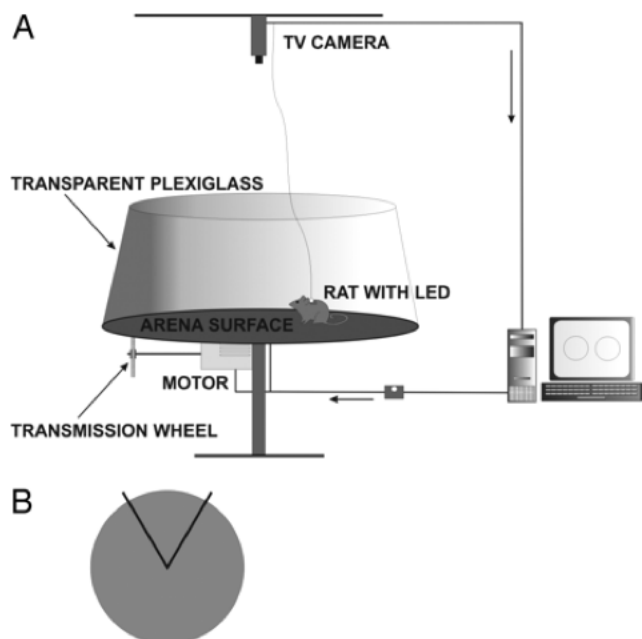 A
TV CAMERA
TRANSPARENT PLEXIGLASS
RAT WITH LED
ARENA SURFACE
MOTOR
TRANSMISSION WHEEL
B